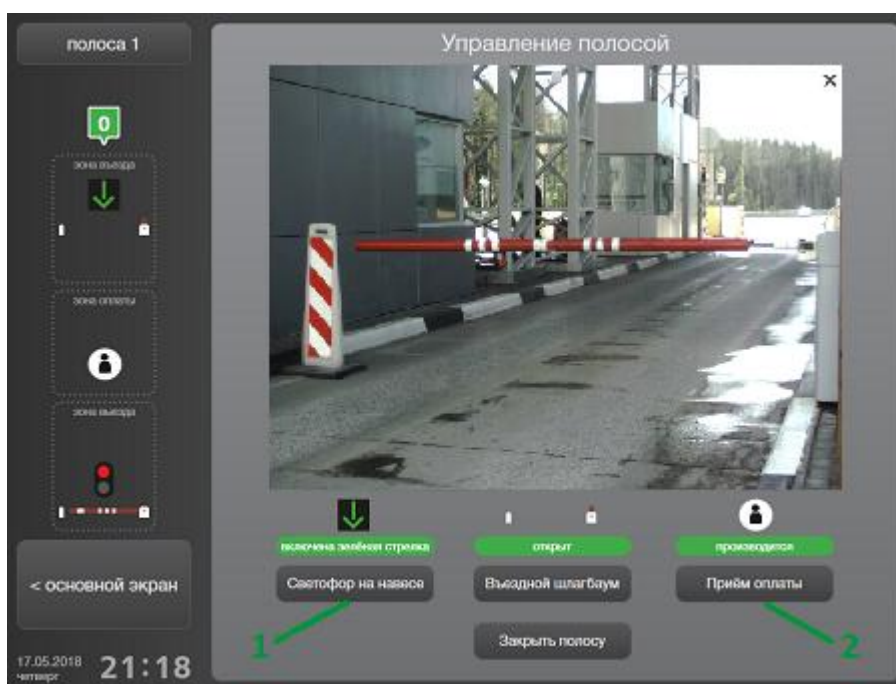 полоса 1
0
зона въезда
зона оплаты
зона выезда
< основной экран
17.05.2018
четверг
21:18
Управление полосой
включена зелёная стрелка
открыт
производится
Светофор на навесе
Въездной шлагбаум
Приём оплаты
1
2
Закрыть полосу